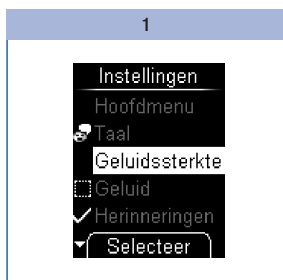 1
Instellingen
Hoofdmenu
Taal
Geluidssterkte
Geluid
Herinneringen
Selecteer